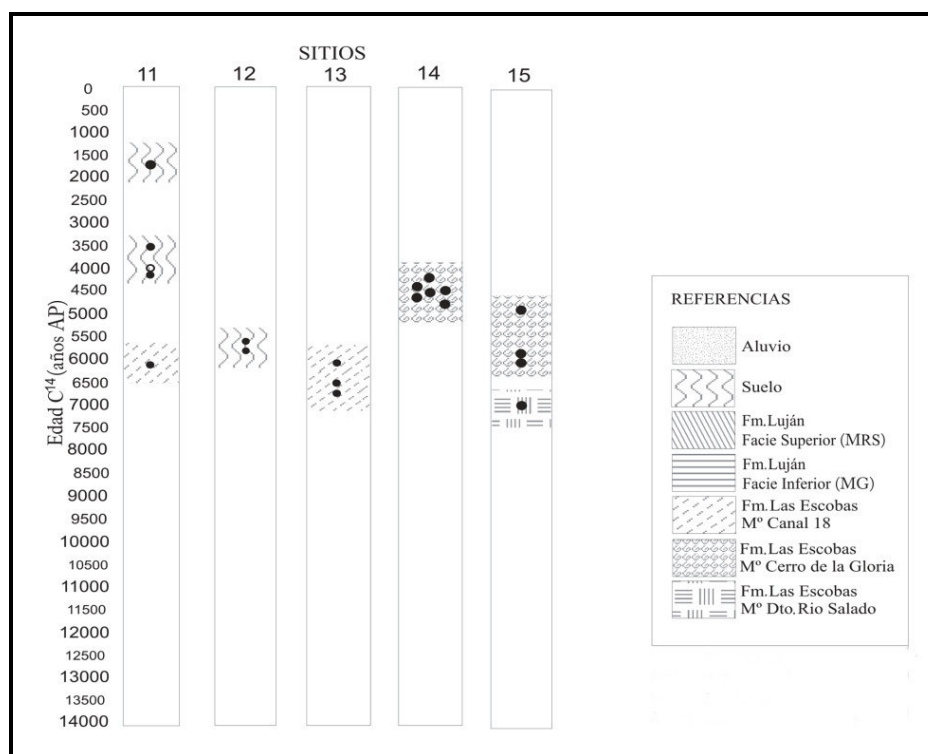 SITIOS
11 12 13 14 15
Edad C14 (años AP)
0
500
1000
1500
2000
2500
3000
3500
4000
4500
5000
5500
6000
6500
7000
7500
8000
8500
9000
9500
10000
10500
11000
11500
12000
12500
13000
13500
14000
REFERENCIAS
Aluvio
Suelo
Fm.Luján
Facie Superior (MRS)
Fm.Luján
Facie Inferior (MG)
Fm.Las Escobas
Mº Canal 18
Fm.Las Escobas
Mº Cerro de la Gloria
Fm.Las Escobas
Mº Dto.Rio Salado